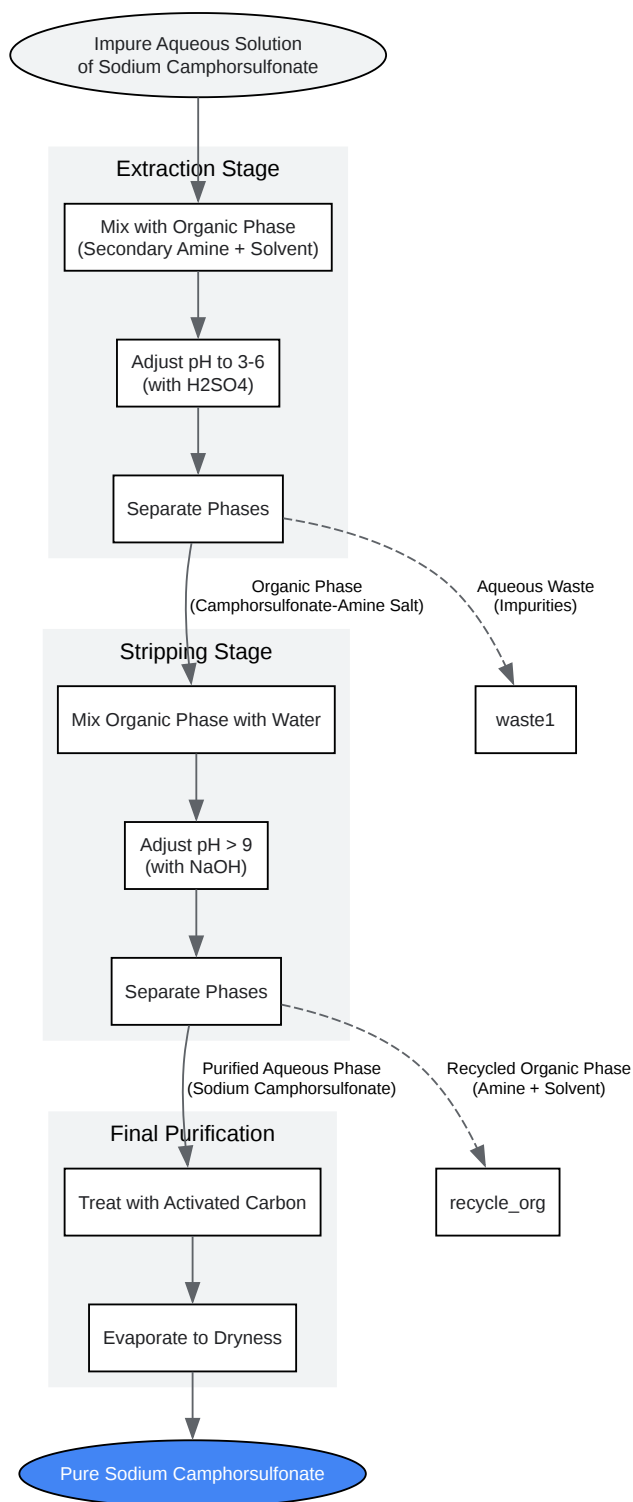 Impure Aqueous Solution
of Sodium Camphorsulfonate
Extraction Stage
Mix with Organic Phase
(Secondary Amine + Solvent)
Adjust pH to 3-6
(with H2SO4)
Separate Phases
Organic Phase
(Camphorsulfonate-Amine Salt)
Aqueous Waste
(Impurities)
Stripping Stage
Mix Organic Phase with Water
waste1
Adjust pH > 9
(with NaOH)
Separate Phases
Purified Aqueous Phase
(Sodium Camphorsulfonate)
Recycled Organic Phase
(Amine + Solvent)
Final Purification
Treat with Activated Carbon
recycle_org
Evaporate to Dryness
Pure Sodium Camphorsulfonate